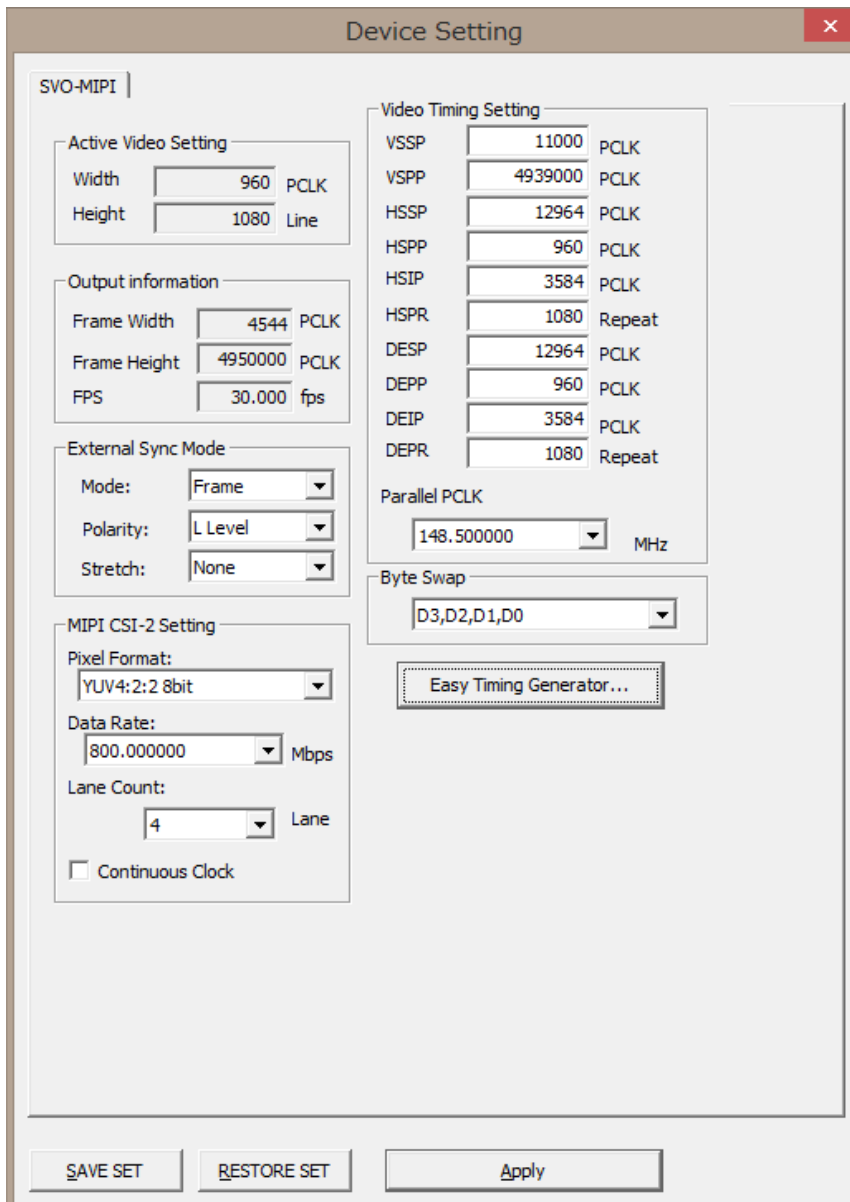 Device Setting
SVO-MIPI
Active Video Setting
Width 960 PCLK
Height 1080 Line
Output information
Frame Width 4544 PCLK
Frame Height 4950000 PCLK
FPS 30.000 fps
External Sync Mode
Mode: Frame
Polarity: L Level
Stretch: None
MIPI CSI-2 Setting
Pixel Format:
YUV4:2:2 8bit
Data Rate:
800.000000 Mbps
Lane Count:
4 Lane
Continuous Clock
Video Timing Setting
VSSP 11000 PCLK
VSPP 4939000 PCLK
HSSP 12964 PCLK
HSPP 960 PCLK
HSIP 3584 PCLK
HSPR 1080 Repeat
DESP 12964 PCLK
DEPP 960 PCLK
DEIP 3584 PCLK
DEPR 1080 Repeat
Parallel PCLK
148.500000 MHz
Byte Swap
D3,D2,D1,D0
Easy Timing Generator...
SAVE SET
RESTORE SET
Apply